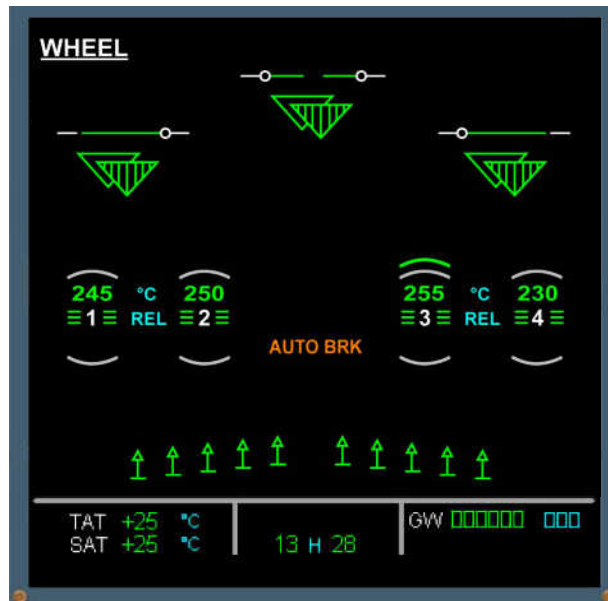 WHEEL
245 °C 250 255 °C 230
1 REL 2 3 REL 4
AUTO BRK
TAT +25 °C GW
SAT +25 °C 13 H 28